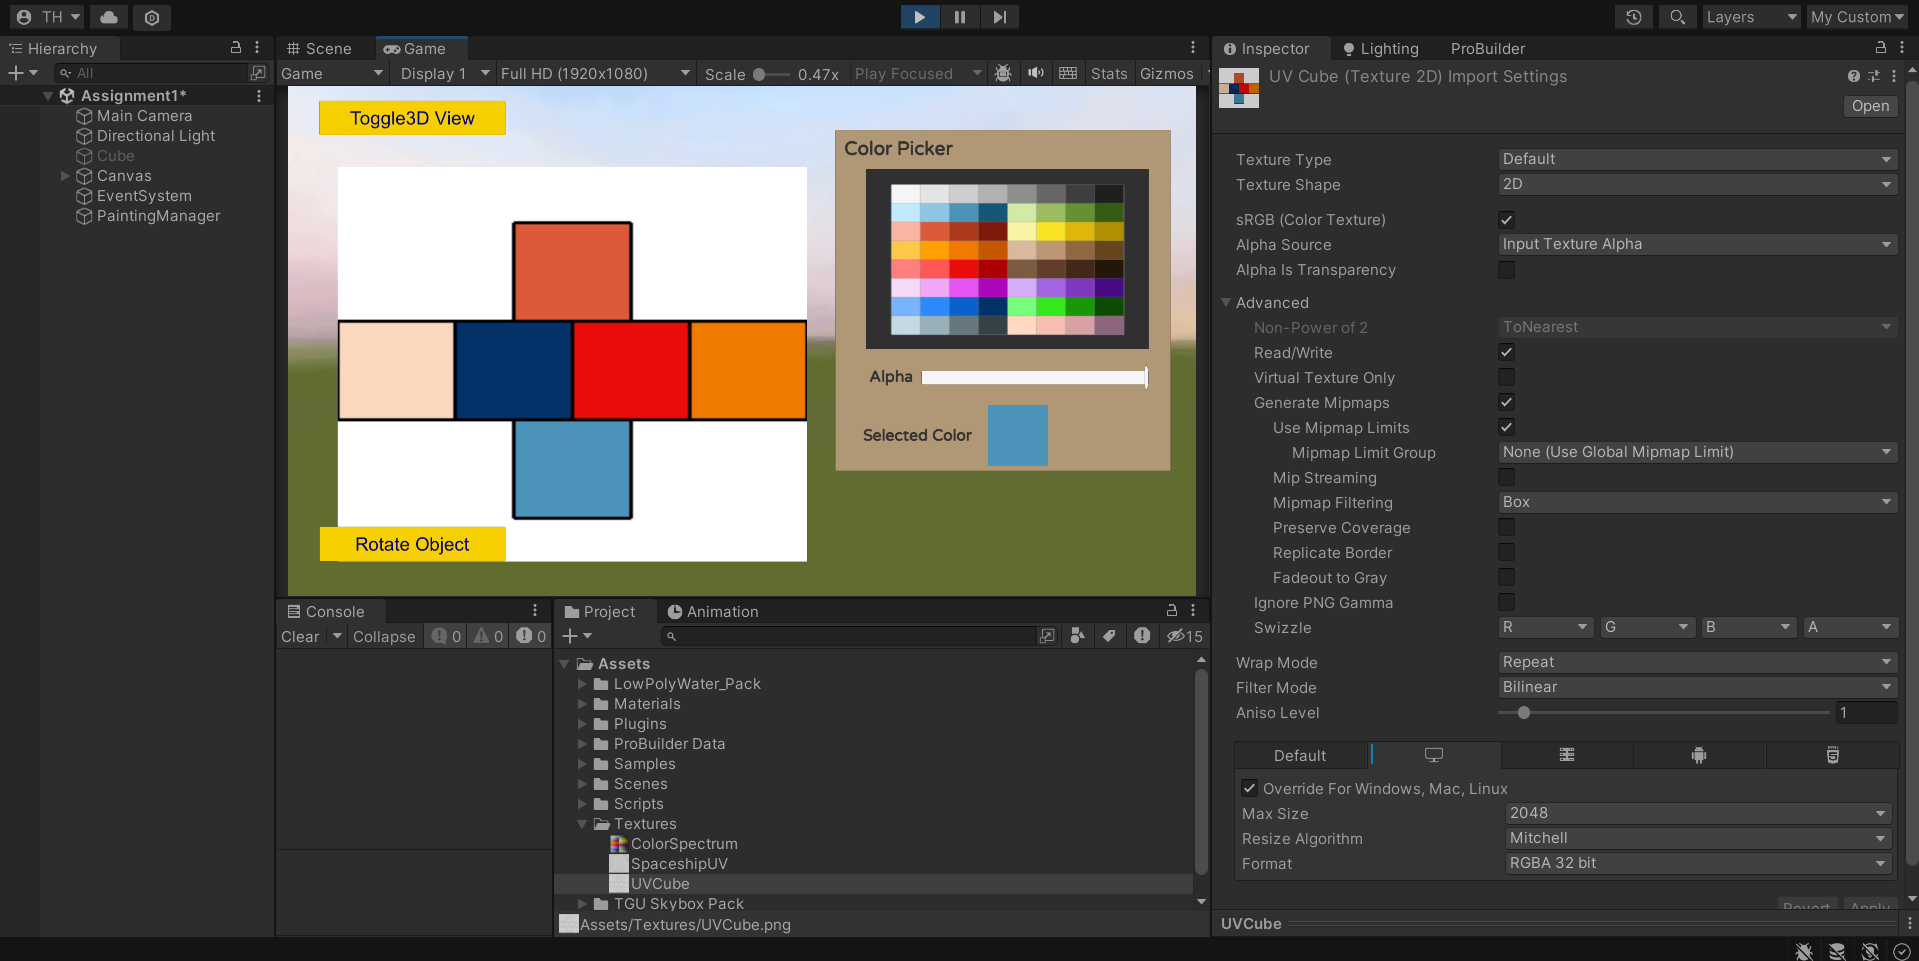 TH
Layers
My Custom
Hierarchy
All
Assignment1*
Main Camera
Directional Light
Cube
Canvas
EventSystem
PaintingManager
Scene
Game
Game
Display 1
Full HD (1920x1080)
Scale
0.47x
Play Focused
Stats
Gizmos
Toggle3D View
Color Picker
Alpha
Selected Color
Rotate Object
Console
Clear
Collapse
0
0
0
Project
Animation
15
Assets
LowPolyWater_Pack
Materials
Plugins
ProBuilder Data
Samples
Scenes
Scripts
Textures
ColorSpectrum
SpaceshipUV
UVCube
TGU Skybox Pack
Assets/Textures/UVCube.png
Inspector
Lighting
ProBuilder
UV Cube (Texture 2D) Import Settings
Open
Texture Type Default
Texture Shape 2D
sRGB (Color Texture)
Alpha Source Input Texture Alpha
Alpha Is Transparency
Advanced
Non-Power of 2 ToNearest
Read/Write
Virtual Texture Only
Generate Mipmaps
Use Mipmap Limits
Mipmap Limit Group None (Use Global Mipmap Limit)
Mip Streaming
Mipmap Filtering Box
Preserve Coverage
Replicate Border
Fadeout to Gray
Ignore PNG Gamma
Swizzle R G B A
Wrap Mode Repeat
Filter Mode Bilinear
Aniso Level 1
Default
Override For Windows, Mac, Linux
Max Size 2048
Resize Algorithm Mitchell
Format RGBA 32 bit
Revert Apply
UVCube